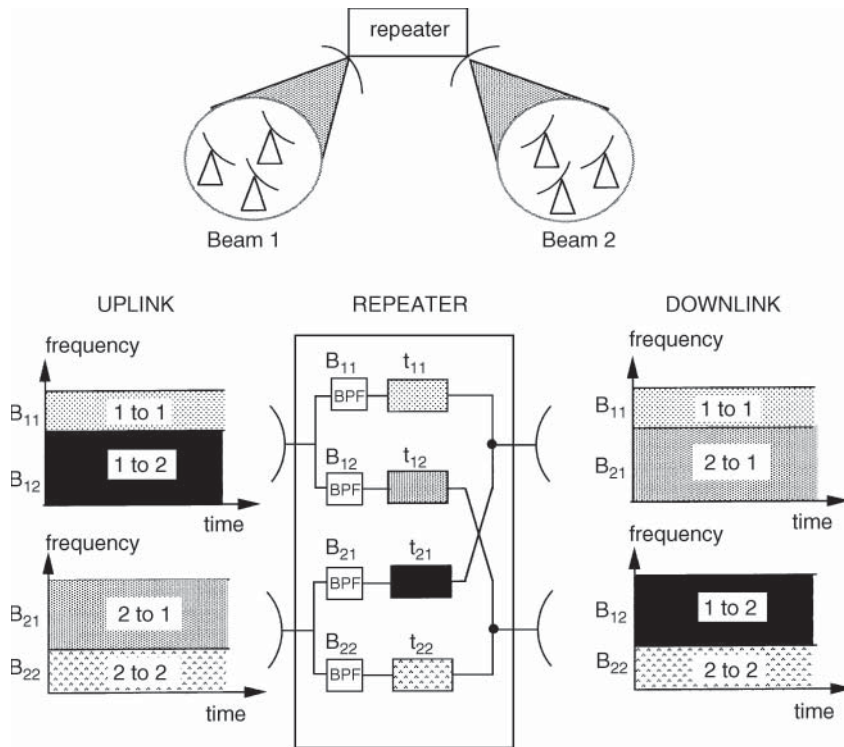 repeater
Beam 1
Beam 2
UPLINK
REPEATER
DOWNLINK
frequency
B11
1 to 1
B12
1 to 2
time
frequency
B21
2 to 1
B22
2 to 2
time
B11
t11
BPF
B12
t12
BPF
B21
t21
BPF
B22
t22
BPF
frequency
B11
1 to 1
B21
2 to 1
time
frequency
B12
1 to 2
B22
2 to 2
time